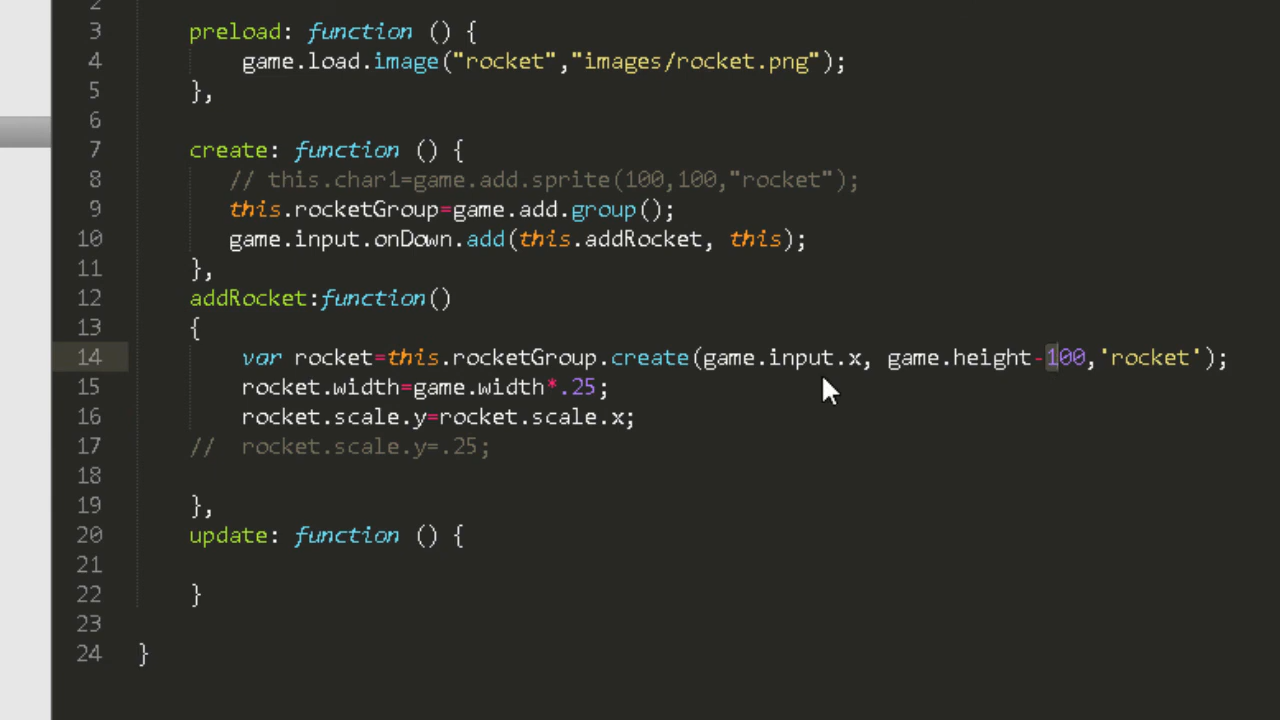 2
3 preload: function () {
4 game.load.image("rocket","images/rocket.png");
5 },
6
7 create: function () {
8 // this.char1=game.add.sprite(100,100,"rocket");
9 this.rocketGroup=game.add.group();
10 game.input.onDown.add(this.addRocket, this);
11 },
12 addRocket:function()
13 {
14 var rocket=this.rocketGroup.create(game.input.x, game.height-100,'rocket');
15 rocket.width=game.width*.25;
16 rocket.scale.y=rocket.scale.x;
17 // rocket.scale.y=.25;
18
19 },
20 update: function () {
21
22 }
23
24 }